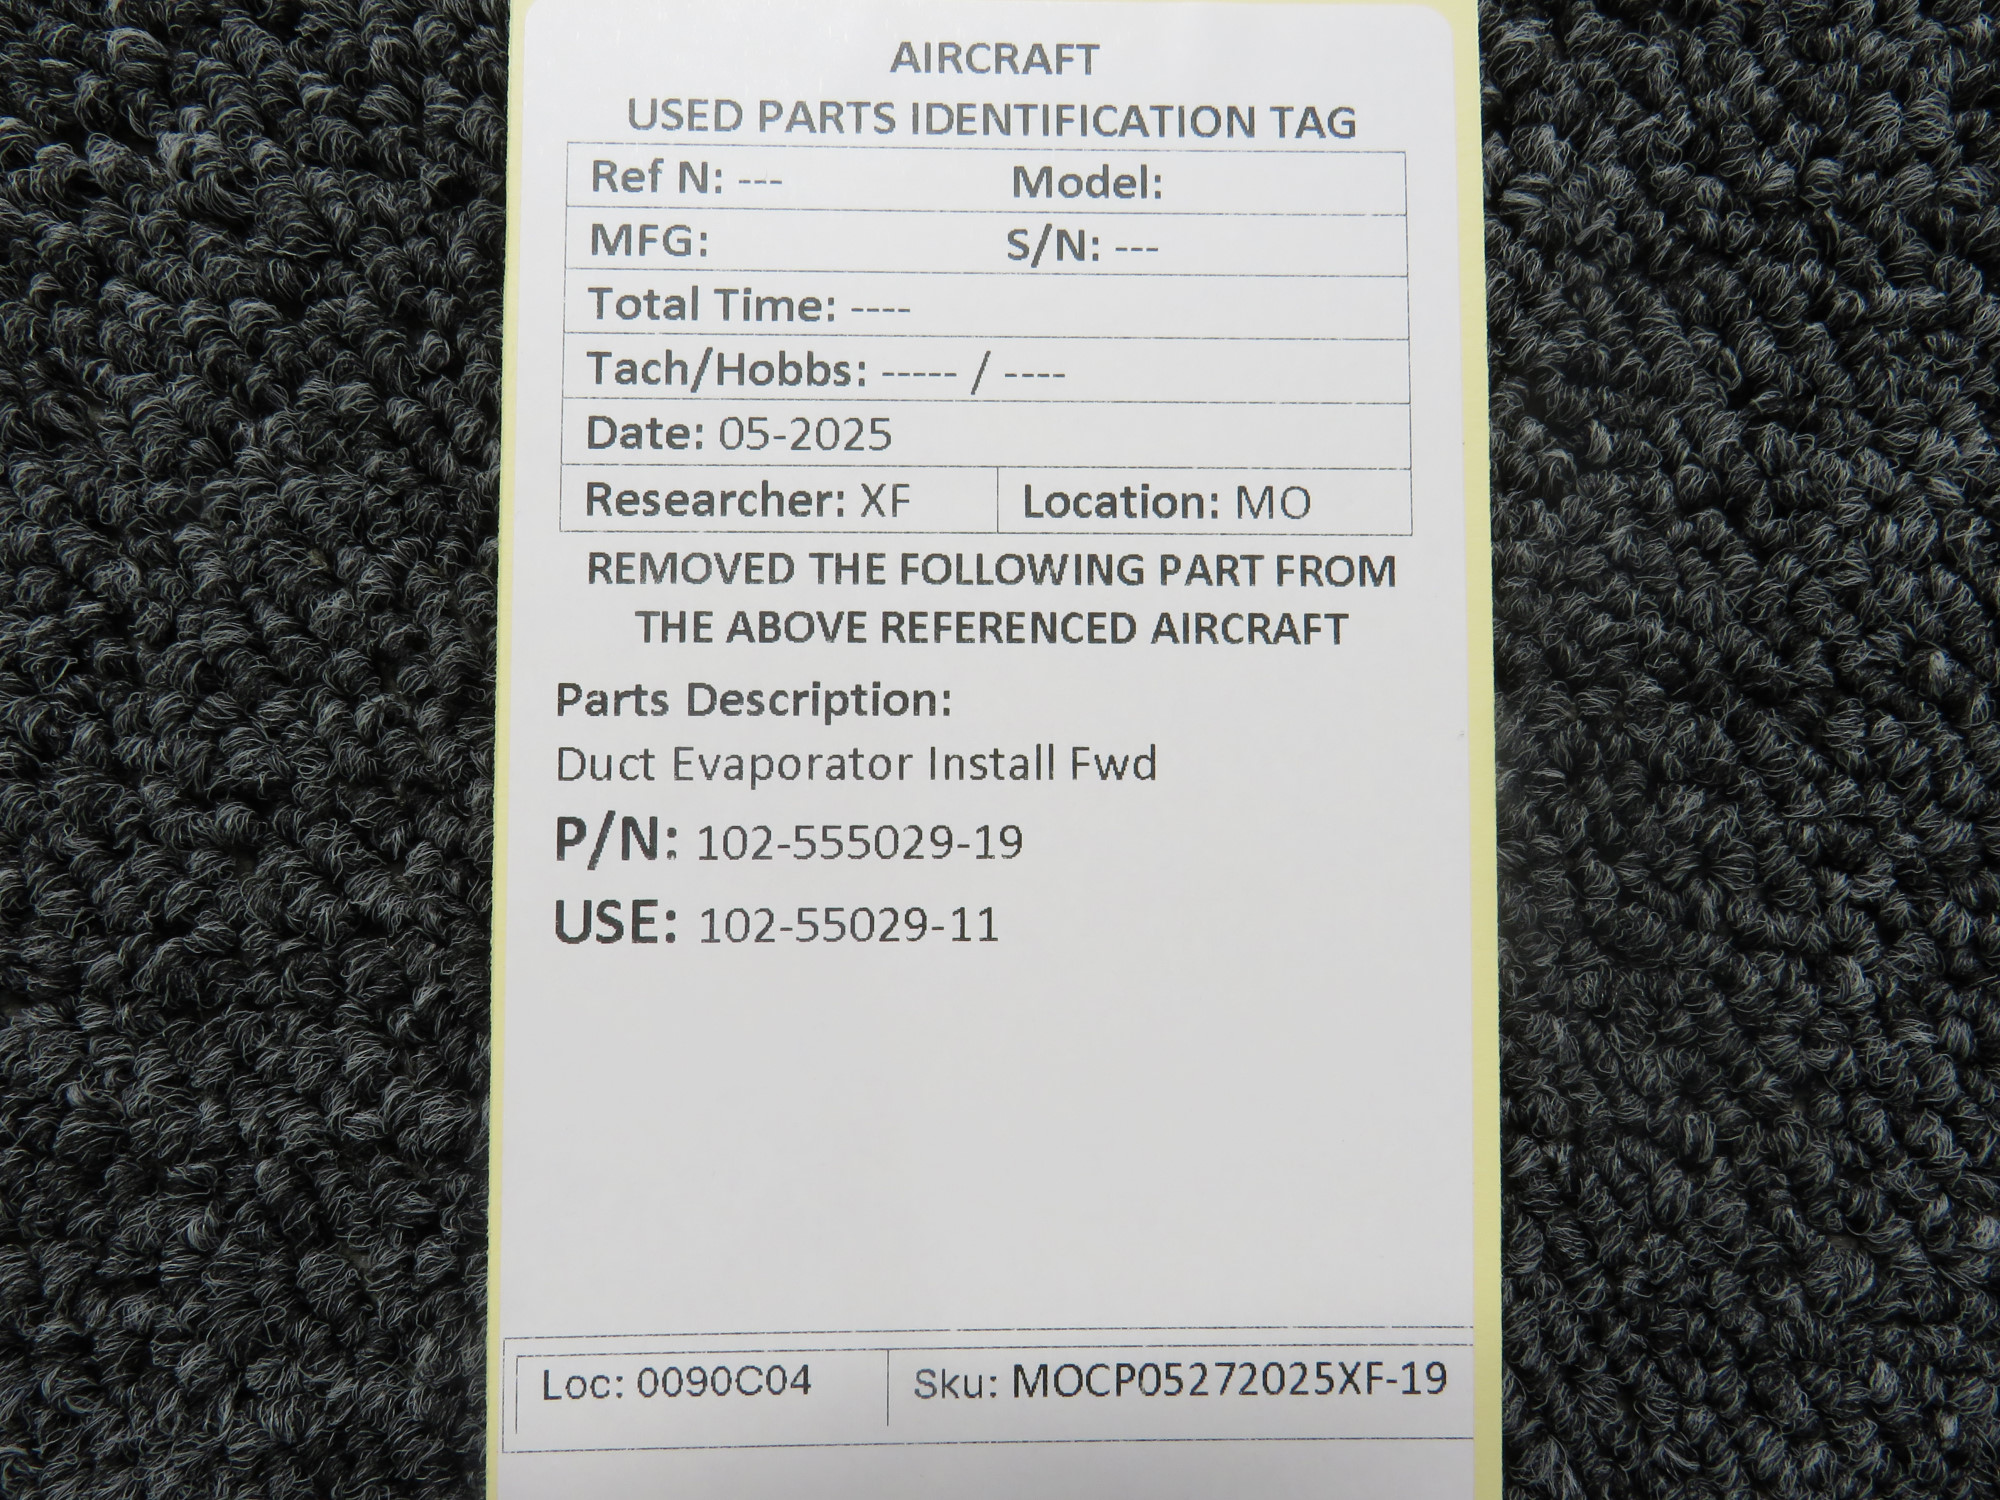 AIRCRAFT
USED PARTS IDENTIFICATION TAG
Ref N: --- Model:
MFG: S/N: ---
Total Time: ----
Tach/Hobbs: ----- / ----
Date: 05-2025
Researcher: XF Location: MO
REMOVED THE FOLLOWING PART FROM
THE ABOVE REFERENCED AIRCRAFT
Parts Description:
Duct Evaporator Install Fwd
P/N: 102-555029-19
USE: 102-55029-11
Loc: 0090C04 Sku: MOCP05272025XF-19